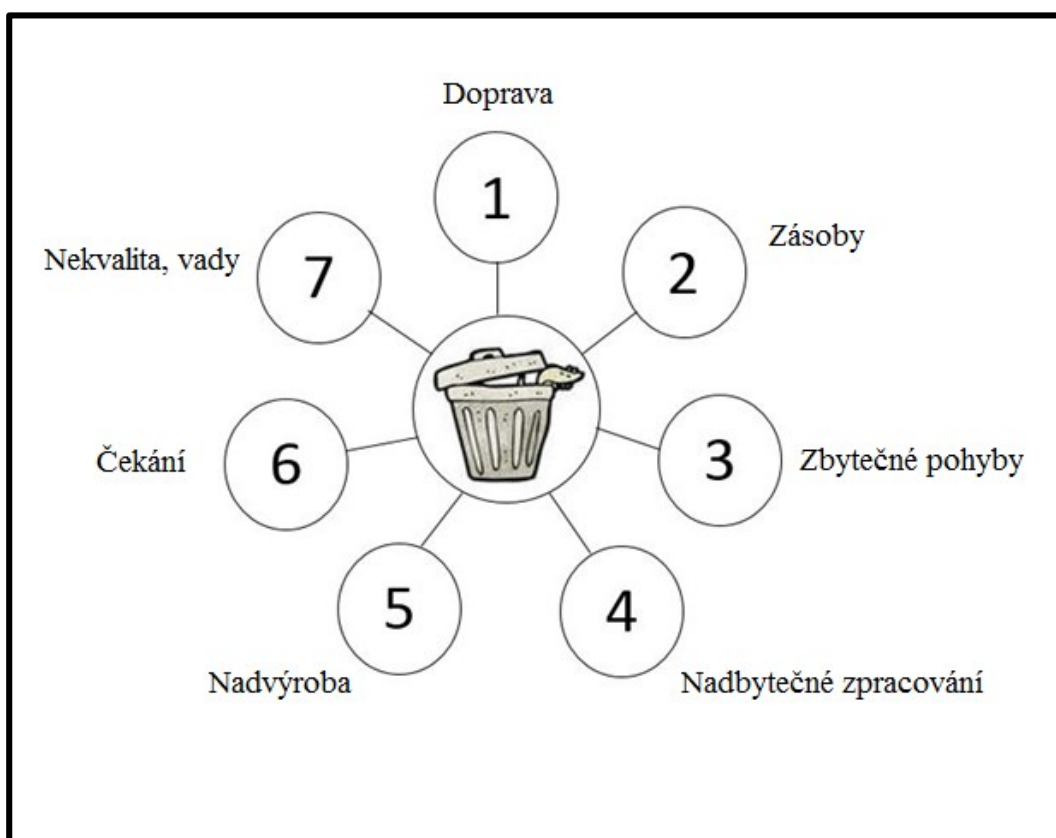 Doprava
1
Zásoby
2
Zbytečné pohyby
3
Nadbytečné zpracování
4
Nadvýroba
5
Čekání
6
Nekvalita, vady
7